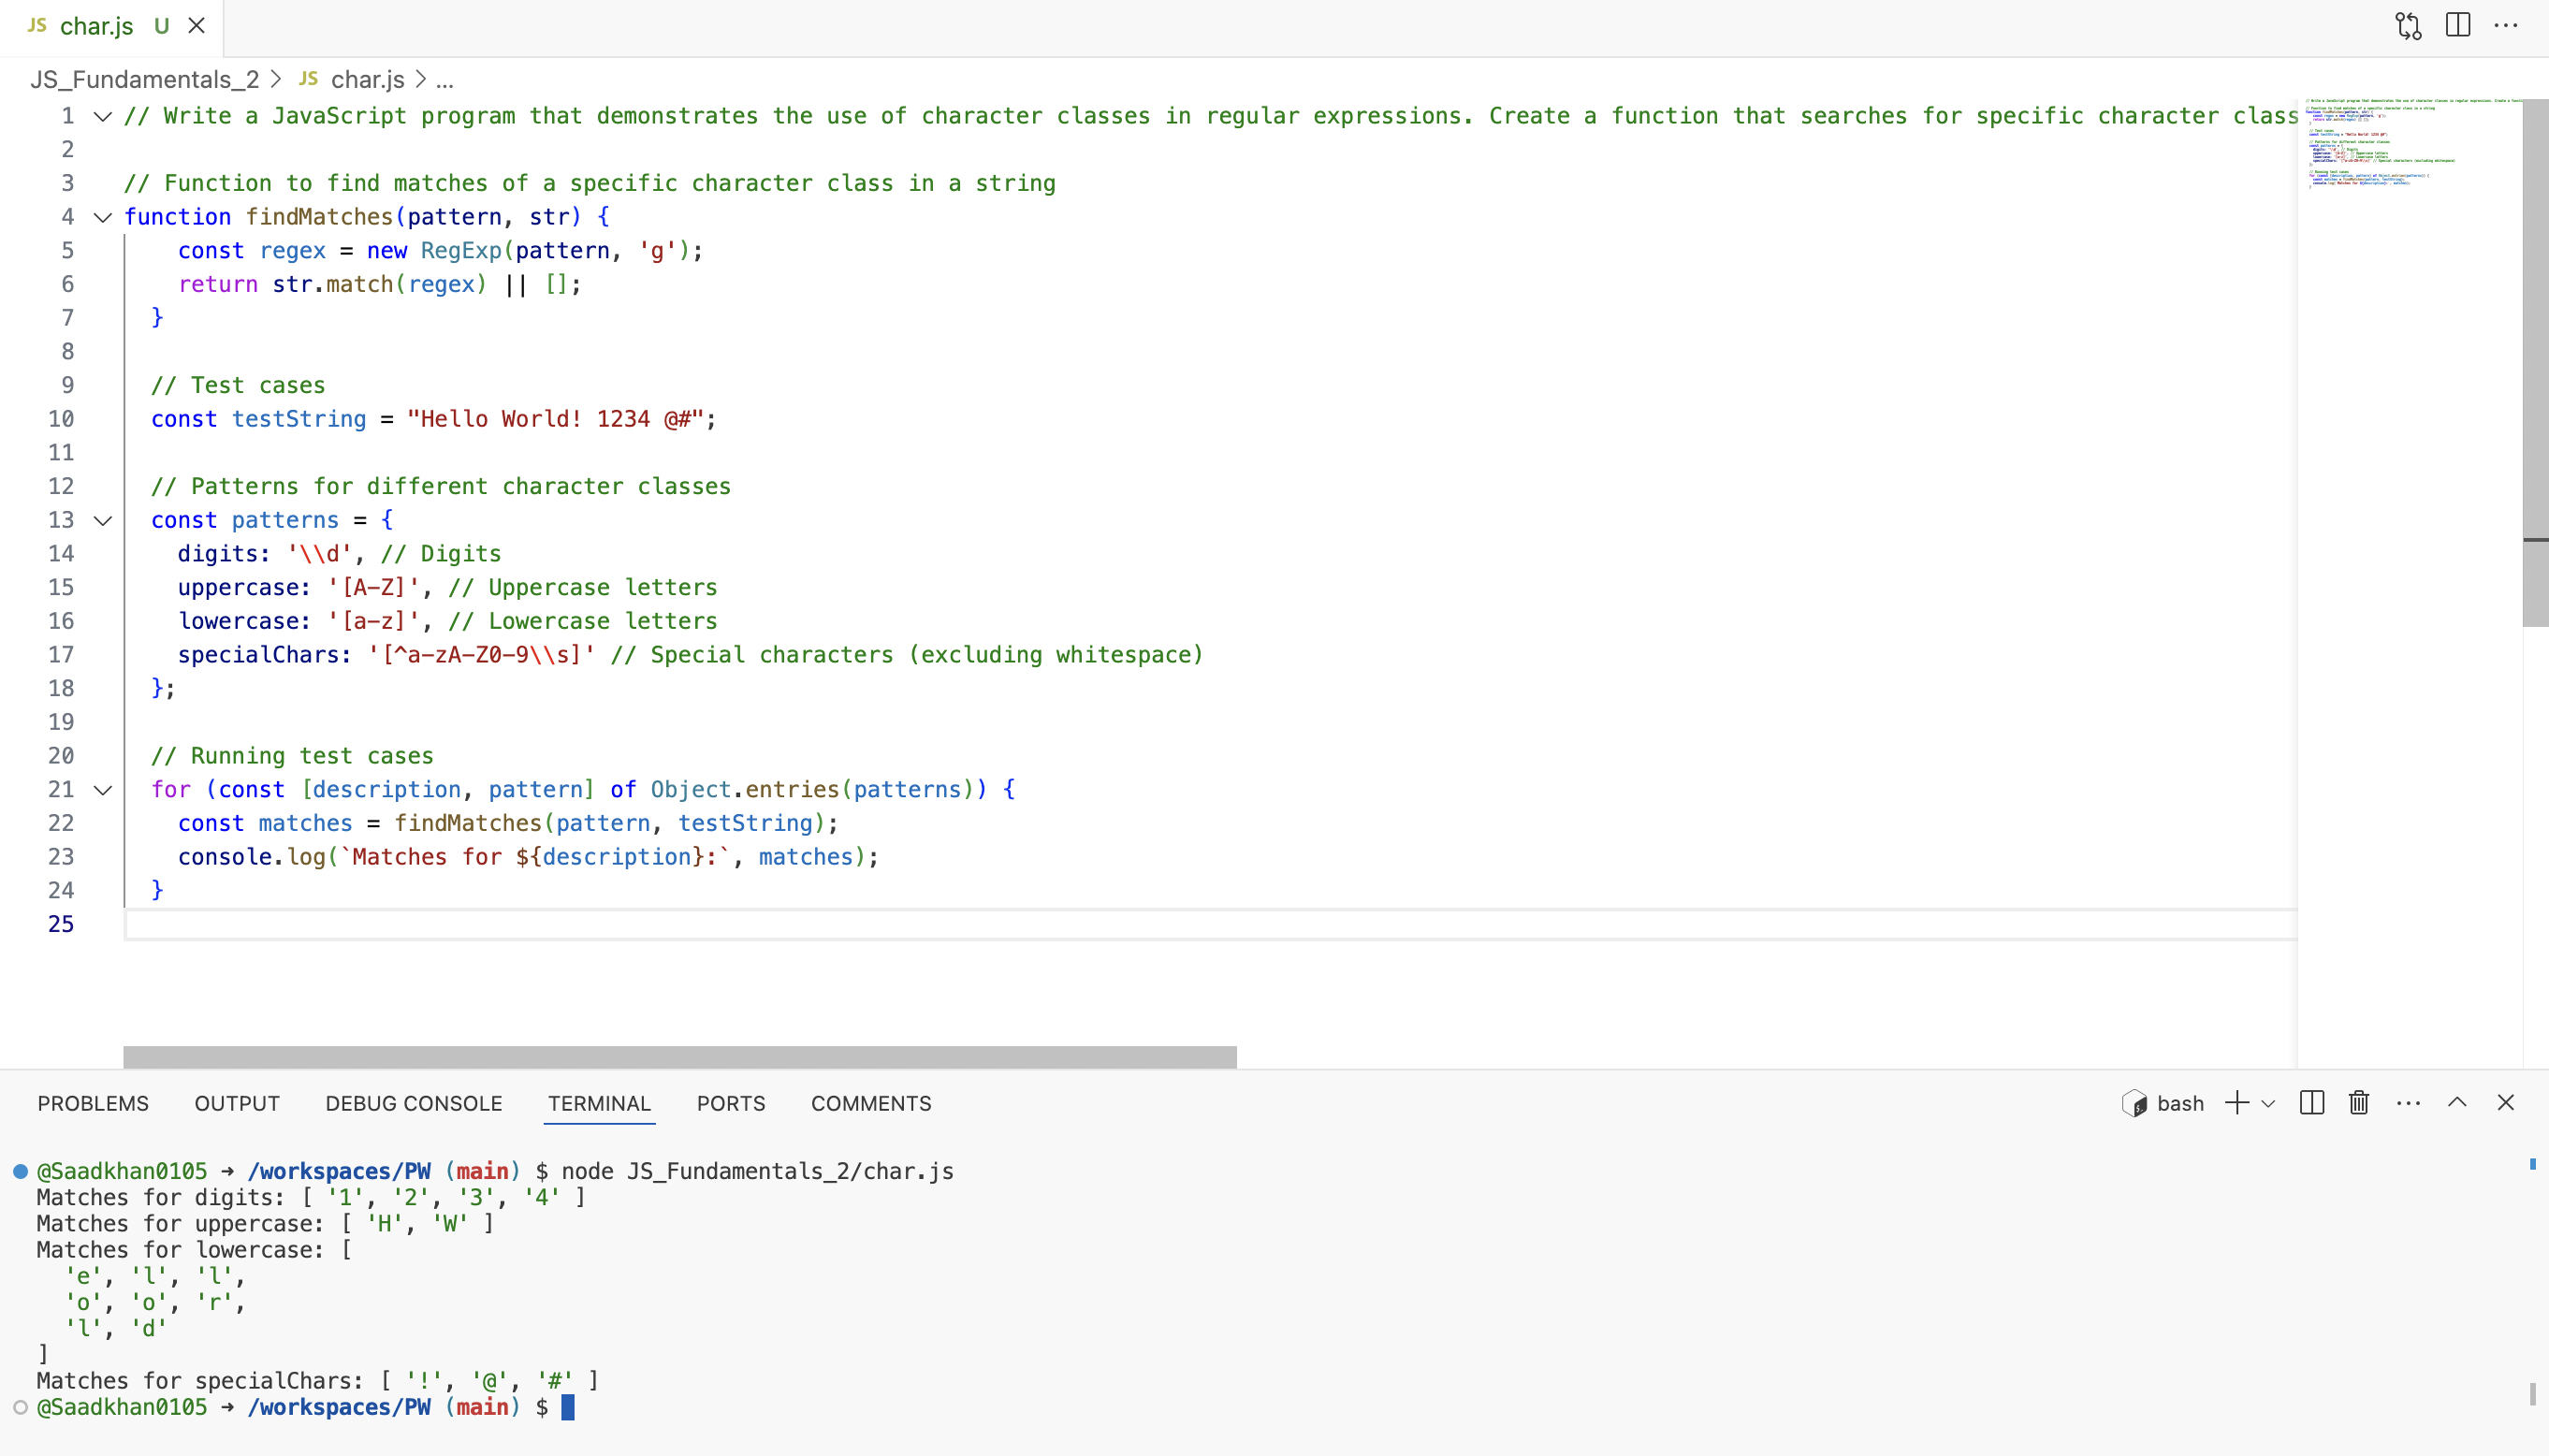 JS char.js U
JS_Fundamentals_2 > JS char.js > ...
1 // Write a JavaScript program that demonstrates the use of character classes in regular expressions. Create a function that searches for specific character class
2
3 // Function to find matches of a specific character class in a string
4 function findMatches(pattern, str) {
5     const regex = new RegExp(pattern, 'g');
6     return str.match(regex) || [];
7   }
8
9   // Test cases
10   const testString = "Hello World! 1234 @#";
11
12   // Patterns for different character classes
13   const patterns = {
14     digits: '\\d', // Digits
15     uppercase: '[A-Z]', // Uppercase letters
16     lowercase: '[a-z]', // Lowercase letters
17     specialChars: '[^a-zA-Z0-9\\s]' // Special characters (excluding whitespace)
18   };
19
20   // Running test cases
21   for (const [description, pattern] of Object.entries(patterns)) {
22     const matches = findMatches(pattern, testString);
23     console.log(`Matches for ${description}:`, matches);
24   }
25
PROBLEMS OUTPUT DEBUG CONSOLE TERMINAL PORTS COMMENTS bash
@Saadkhan0105 → /workspaces/PW (main) $ node JS_Fundamentals_2/char.js
Matches for digits: [ '1', '2', '3', '4' ]
Matches for uppercase: [ 'H', 'W' ]
Matches for lowercase: [
  'e', 'l', 'l',
  'o', 'o', 'r',
  'l', 'd'
]
Matches for specialChars: [ '!', '@', '#' ]
@Saadkhan0105 → /workspaces/PW (main) $